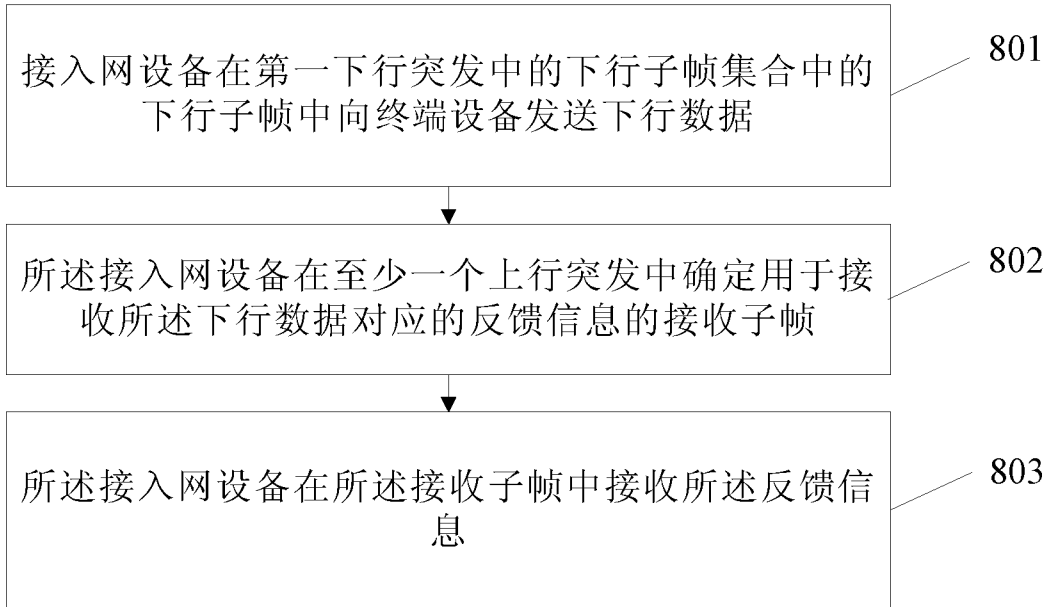 接入网设备在第一下行突发中的下行子帧集合中的
下行子帧中向终端设备发送下行数据
801
所述接入网设备在至少一个上行突发中确定用于接
收所述下行数据对应的反馈信息的接收子帧
802
所述接入网设备在所述接收子帧中接收所述反馈信
息
803